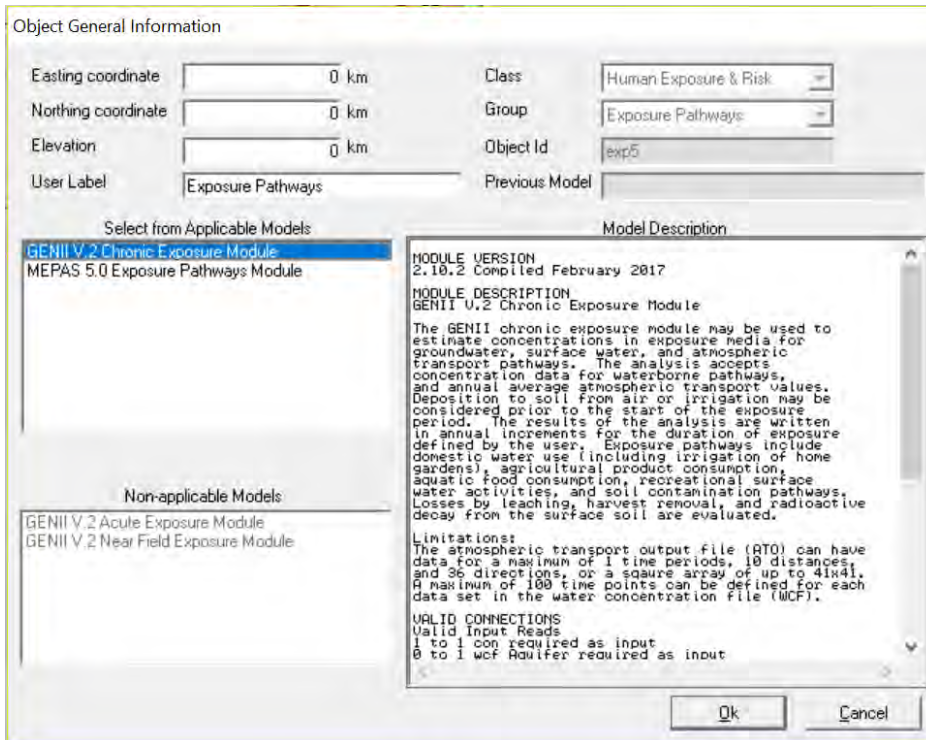 Object General Information
Easting coordinate 0 km Class Human Exposure & Risk
Northing coordinate 0 km Group Exposure Pathways
Elevation 0 km Object Id exp5
User Label Exposure Pathways Previous Model
Select from Applicable Models
GENII V.2 Chronic Exposure Module
MEPAS 5.0 Exposure Pathways Module
Non-applicable Models
GENII V.2 Acute Exposure Module
GENII V.2 Near Field Exposure Module
Model Description
MODULE VERSION
2.10.2 Compiled February 2017
MODULE DESCRIPTION
GENII V.2 Chronic Exposure Module
The GENII chronic exposure module may be used to
estimate concentrations in exposure media for
groundwater, surface water, and atmospheric
transport pathways. The analysis accepts
concentration data for waterborne pathways,
and annual average atmospheric transport values.
Deposition to soil from air or irrigation may be
considered prior to the start of the exposure
period. The results of the analysis are written
in annual increments for the duration of exposure
defined by the user. Exposure pathways include
domestic water use (including irrigation of home
gardens), agricultural product consumption,
aquatic food consumption, recreational surface
water activities, and soil contamination pathways.
Losses by leaching, harvest removal, and radioactive
decay from the surface soil are evaluated.
Limitations:
The atmospheric transport output file (ATO) can have
data for a maximum of 1 time periods, 10 distances,
and 36 directions, or a sqaure array of up to 41x41.
A maximum of 100 time points can be defined for each
data set in the water concentration file (WCF).
VALID CONNECTIONS
Valid Input Reads
1 to 1 con required as input
0 to 1 wcf Aquifer required as input
Ok Cancel